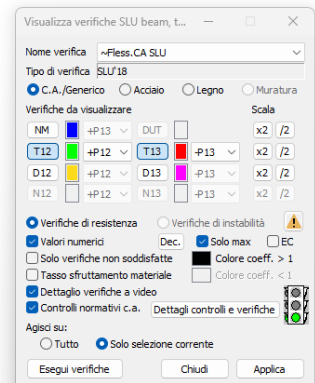 Visualizza verifiche SLU beam, t...
Nome verifica ~Fless.CA SLU
Tipo di verifica SLU'18
C.A./Generico Acciaio Legno Muratura
Verifiche da visualizzare Scala
NM +P13 DUT x2 /2
T12 +P12 T13 -P13 x2 /2
D12 +P12 D13 -P13 x2 /2
N12 +P12 N13 -P13 x2 /2
Verifiche di resistenza Verifiche di instabilità
Valori numerici Dec. Solo max EC
Solo verifiche non soddisfatte Colore coeff. > 1
Tasso sfruttamento materiale Colore coeff. < 1
Dettaglio verifiche a video
Controlli normativi c.a. Dettagli controlli e verifiche
Agisci su:
Tutto Solo selezione corrente
Esegui verifiche Chiudi Applica